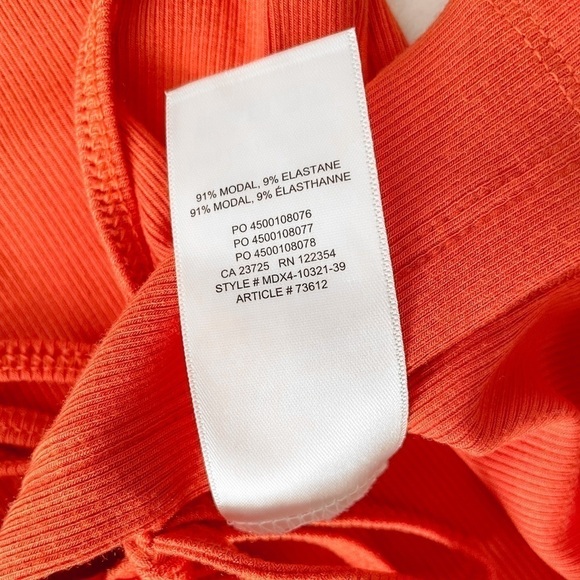 91% MODAL, 9% ELASTANE
91% MODAL, 9% ÉLASTHANNE
PO 4500108076
PO 4500108077
PO 4500108078
CA 23725 RN 122354
STYLE # MDX4-10321-39
ARTICLE # 73612